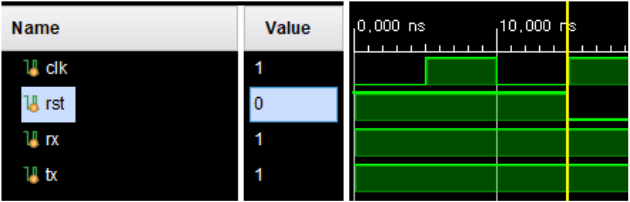 Name Value 0,000 ns 10,000 ns
clk 1
rst 0
rx 1
tx 1